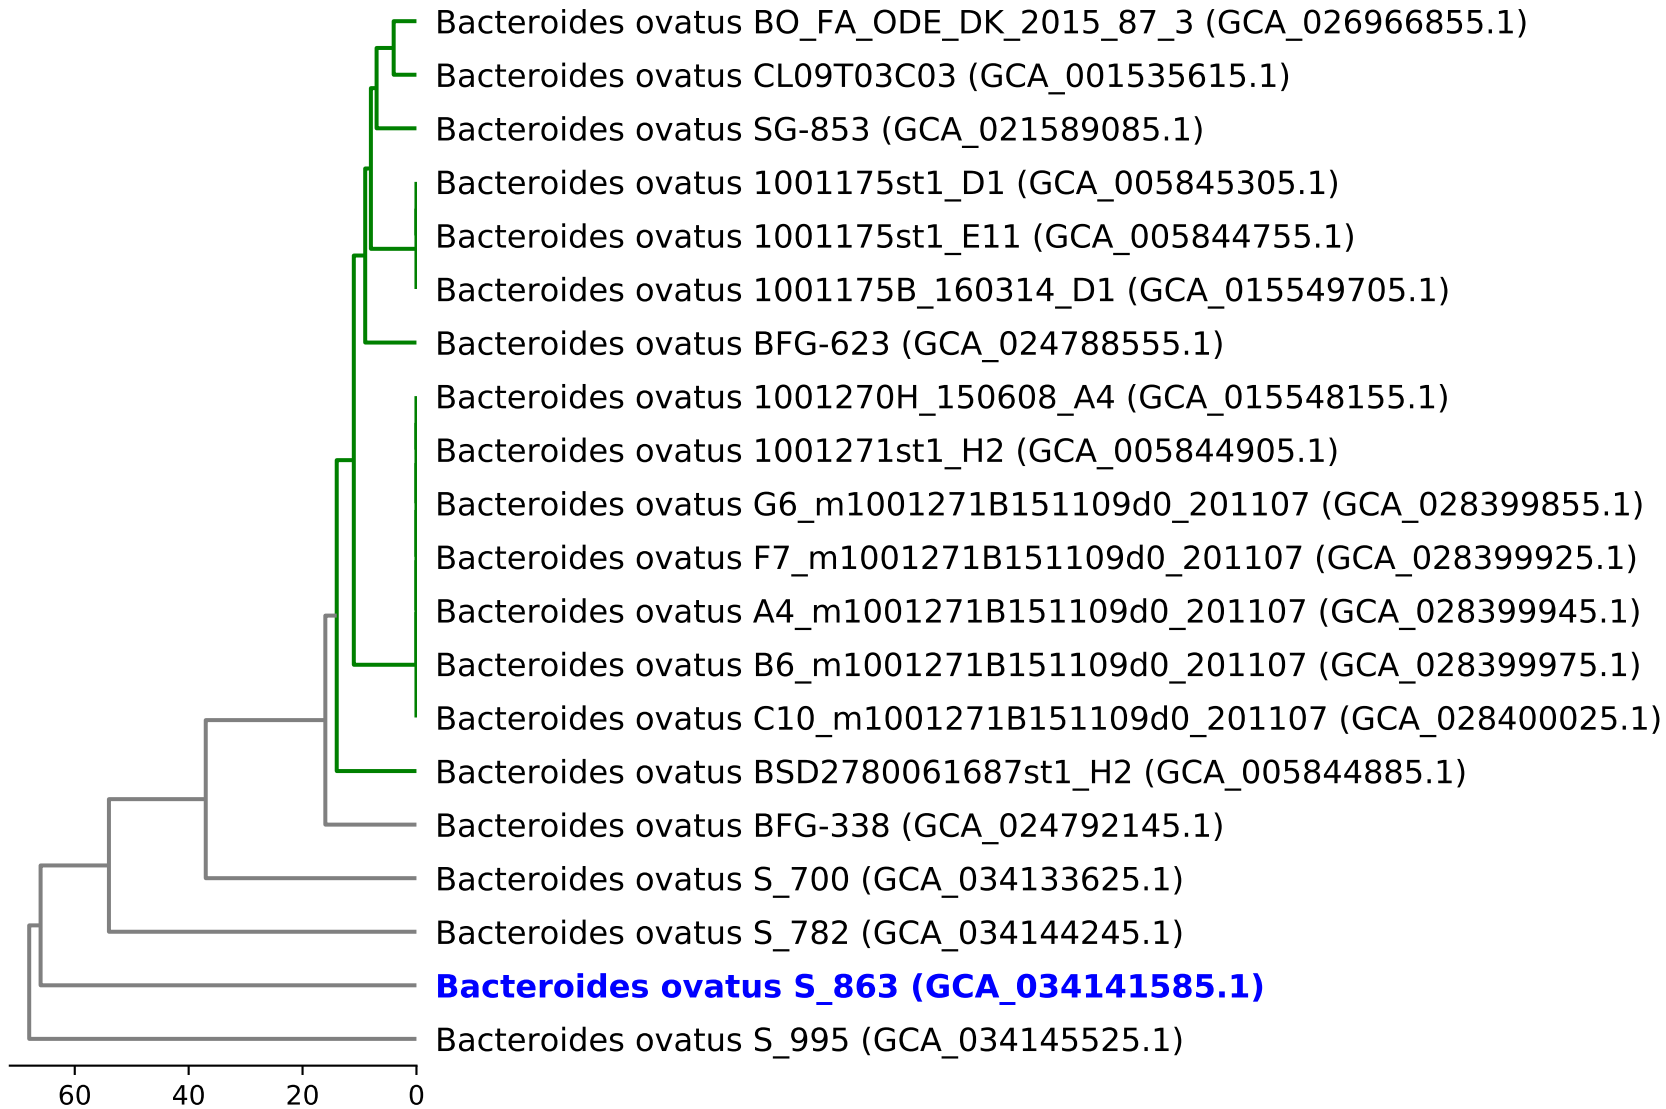 Bacteroides ovatus BO_FA_ODE_DK_2015_87_3 (GCA_026966855.1)
Bacteroides ovatus CL09T03C03 (GCA_001535615.1)
Bacteroides ovatus SG-853 (GCA_021589085.1)
Bacteroides ovatus 1001175st1_D1 (GCA_005845305.1)
Bacteroides ovatus 1001175st1_E11 (GCA_005844755.1)
Bacteroides ovatus 1001175B_160314_D1 (GCA_015549705.1)
Bacteroides ovatus BFG-623 (GCA_024788555.1)
Bacteroides ovatus 1001270H_150608_A4 (GCA_015548155.1)
Bacteroides ovatus 1001271st1_H2 (GCA_005844905.1)
Bacteroides ovatus G6_m1001271B151109d0_201107 (GCA_028399855.1)
Bacteroides ovatus F7_m1001271B151109d0_201107 (GCA_028399925.1)
Bacteroides ovatus A4_m1001271B151109d0_201107 (GCA_028399945.1)
Bacteroides ovatus B6_m1001271B151109d0_201107 (GCA_028399975.1)
Bacteroides ovatus C10_m1001271B151109d0_201107 (GCA_028400025.1)
Bacteroides ovatus BSD2780061687st1_H2 (GCA_005844885.1)
Bacteroides ovatus BFG-338 (GCA_024792145.1)
Bacteroides ovatus S_700 (GCA_034133625.1)
Bacteroides ovatus S_782 (GCA_034144245.1)
Bacteroides ovatus S_863 (GCA_034141585.1)
Bacteroides ovatus S_995 (GCA_034145525.1)
60 40 20 0